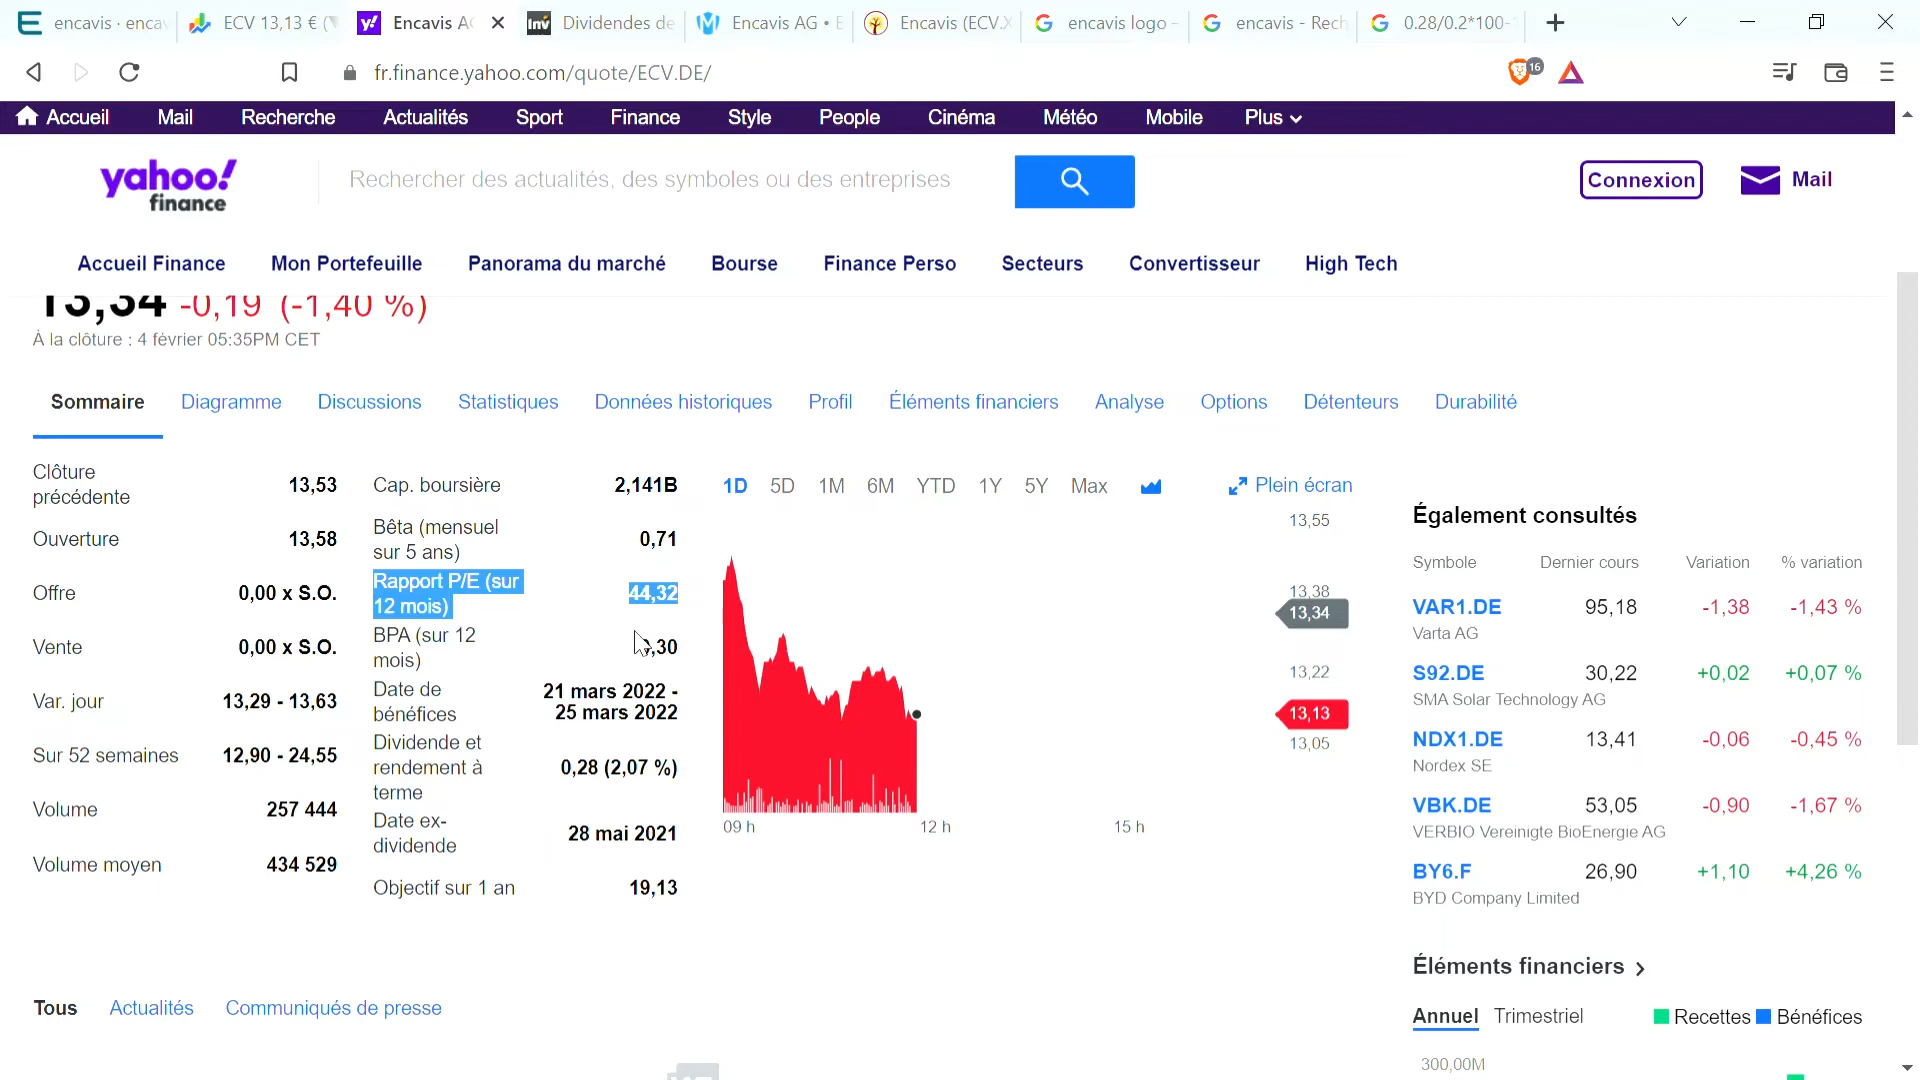 encavis · encav
ECV 13,13 € (▼
Encavis AG
Dividendes de
Encavis AG • E
Encavis (ECV.X
encavis logo -
encavis - Rech
0.28/0.2*100-1
fr.finance.yahoo.com/quote/ECV.DE/
16
Accueil Mail Recherche Actualités Sport Finance Style People Cinéma Météo Mobile Plus
yahoo!
finance
Rechercher des actualités, des symboles ou des entreprises
Connexion
Mail
Accueil Finance Mon Portefeuille Panorama du marché Bourse Finance Perso Secteurs Convertisseur High Tech
13,34 -0,19 (-1,40 %)
À la clôture : 4 février 05:35PM CET
Sommaire Diagramme Discussions Statistiques Données historiques Profil Éléments financiers Analyse Options Détenteurs Durabilité
Clôture
précédente
13,53
Ouverture 13,58
Offre 0,00 x S.O.
Vente 0,00 x S.O.
Var. jour 13,29 - 13,63
Sur 52 semaines 12,90 - 24,55
Volume 257 444
Volume moyen 434 529
Cap. boursière 2,141B
Bêta (mensuel
sur 5 ans)
0,71
Rapport P/E (sur
12 mois)
44,32
BPA (sur 12
mois)
,30
Date de
bénéfices
21 mars 2022 -
25 mars 2022
Dividende et
rendement à
terme
0,28 (2,07 %)
Date ex-
dividende
28 mai 2021
Objectif sur 1 an 19,13
1D 5D 1M 6M YTD 1Y 5Y Max
Plein écran
13,55
13,38
13,34
13,22
13,13
13,05
09 h 12 h 15 h
Également consultés
Symbole Dernier cours Variation % variation
VAR1.DE 95,18 -1,38 -1,43 %
Varta AG
S92.DE 30,22 +0,02 +0,07 %
SMA Solar Technology AG
NDX1.DE 13,41 -0,06 -0,45 %
Nordex SE
VBK.DE 53,05 -0,90 -1,67 %
VERBIO Vereinigte BioEnergie AG
BY6.F 26,90 +1,10 +4,26 %
BYD Company Limited
Éléments financiers
Annuel Trimestriel Recettes Bénéfices
300,00M
Tous Actualités Communiqués de presse